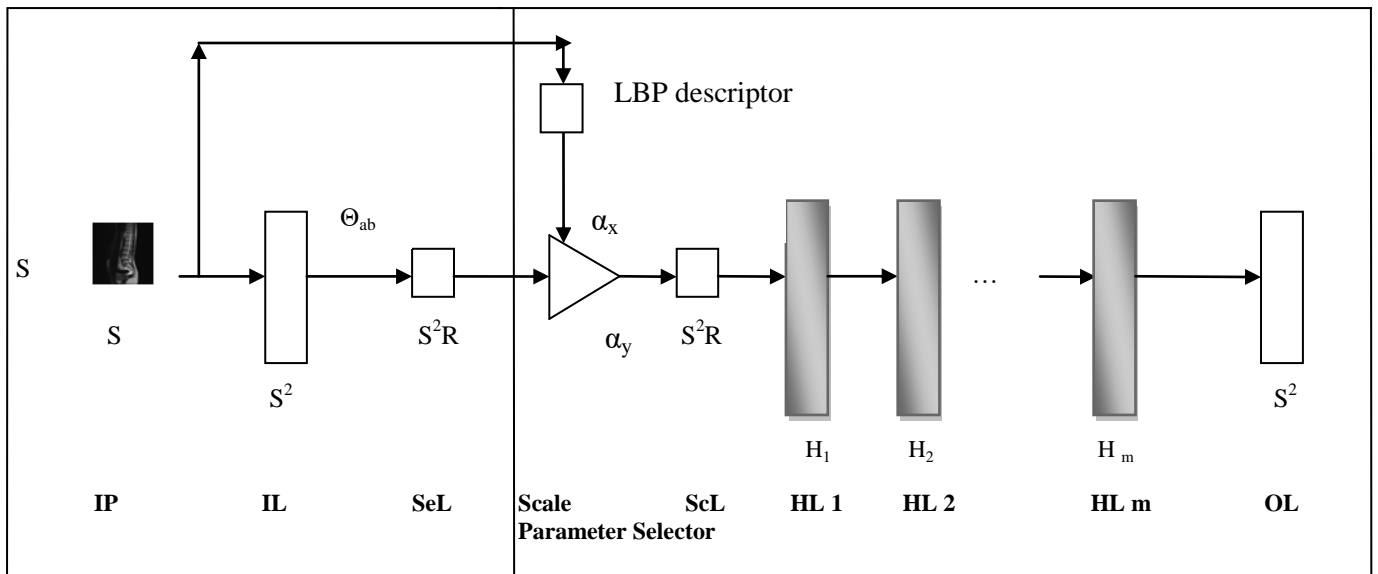 LBP descriptor
Θab
αx
S
S
S²R
αy
S²R
…
S²
S²
H1
H2
H m
IP
IL
SeL
Scale
Parameter Selector
ScL
HL 1
HL 2
HL m
OL